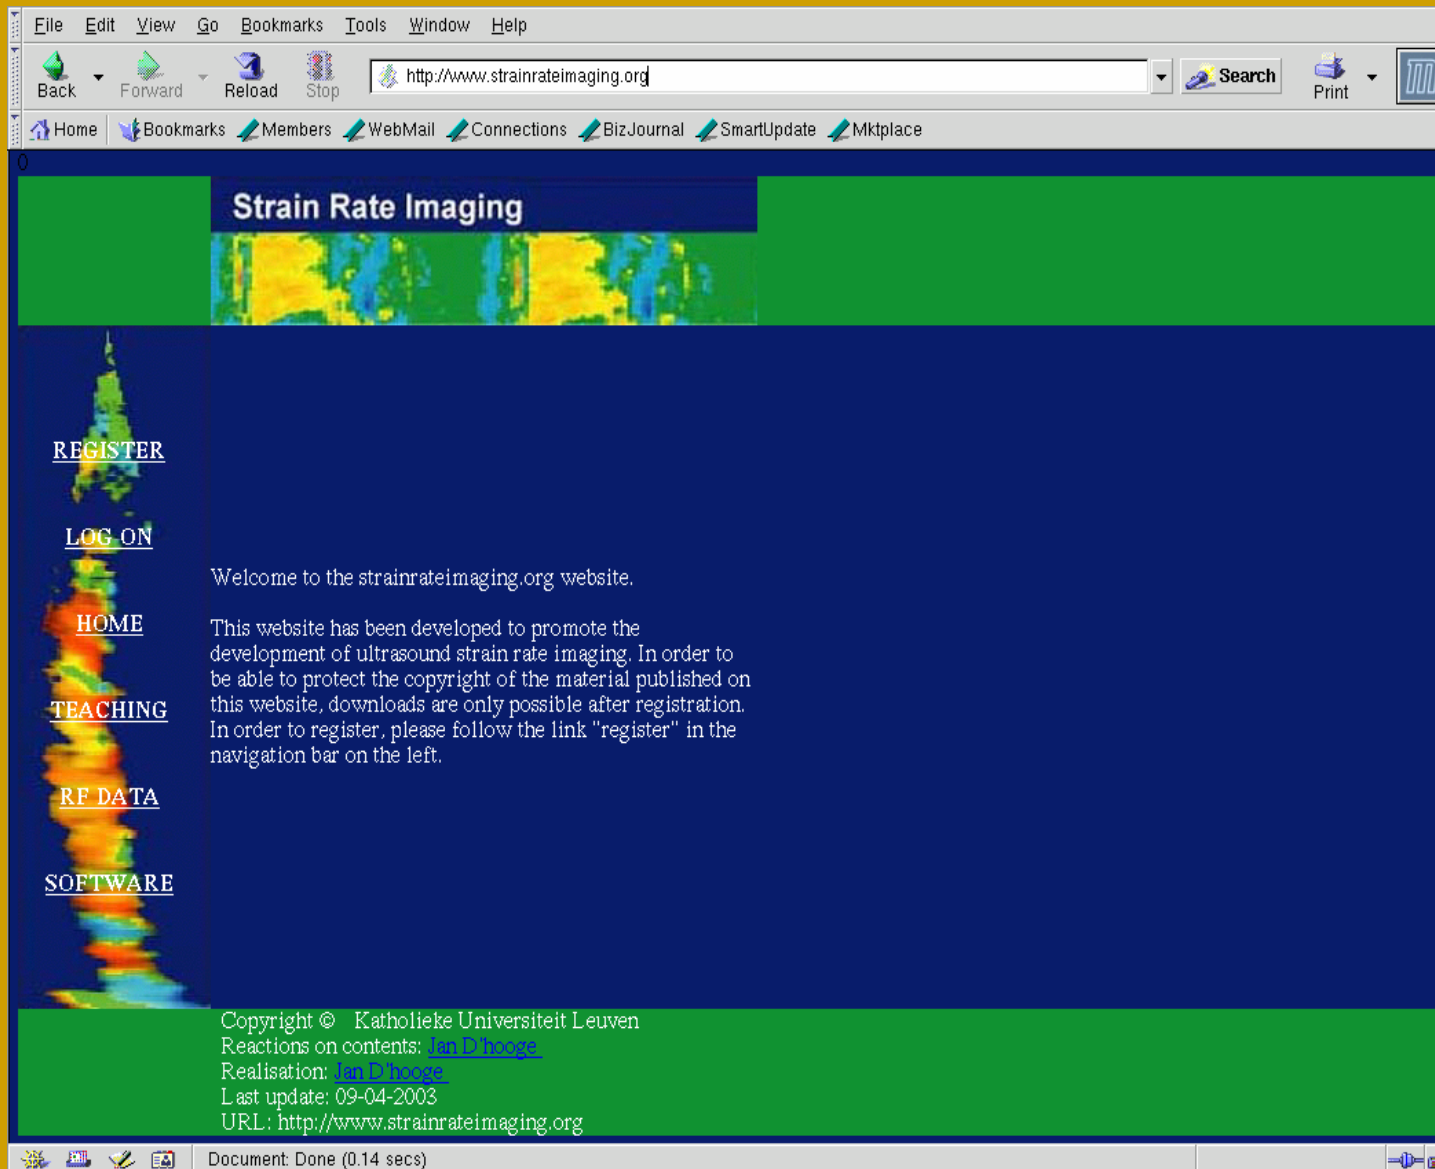 File Edit View Go Bookmarks Tools Window Help
Back Forward Reload Stop http://www.strainrateimaging.org Search Print
Home Bookmarks Members WebMail Connections BizJournal SmartUpdate Mktplace
()
Strain Rate Imaging
REGISTER
LOG ON
HOME
TEACHING
RF DATA
SOFTWARE
Welcome to the strainrateimaging.org website.
This website has been developed to promote the
development of ultrasound strain rate imaging. In order to
be able to protect the copyright of the material published on
this website, downloads are only possible after registration.
In order to register, please follow the link "register" in the
navigation bar on the left.
Copyright © Katholieke Universiteit Leuven
Reactions on contents: Jan D'hooge
Realisation: Jan D'hooge
Last update: 09-04-2003
URL: http://www.strainrateimaging.org
Document: Done (0.14 secs)